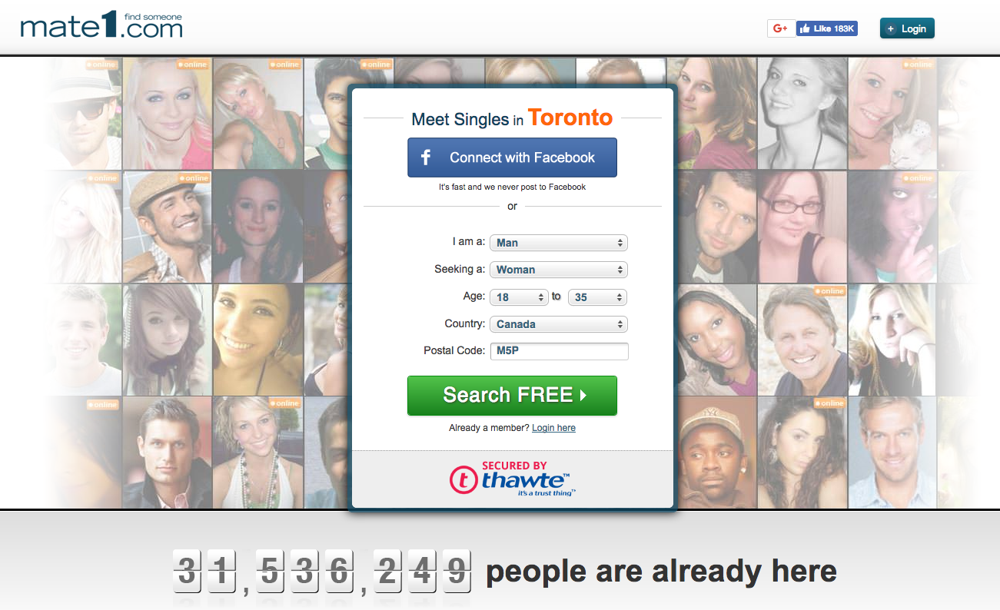 mate1.com
find someone
G+
Like 183K
+ Login
online
online
online
online
online
Meet Singles in Toronto
f Connect with Facebook
It's fast and we never post to Facebook
or
online
online
online
I am a: Man
Seeking a: Woman
Age: 18 to 35
Country: Canada
Postal Code: M5P
online
Search FREE
Already a member? Login here
online
online
online
SECURED BY
t thawte™
it's a trust thing™
31,536,249 people are already here